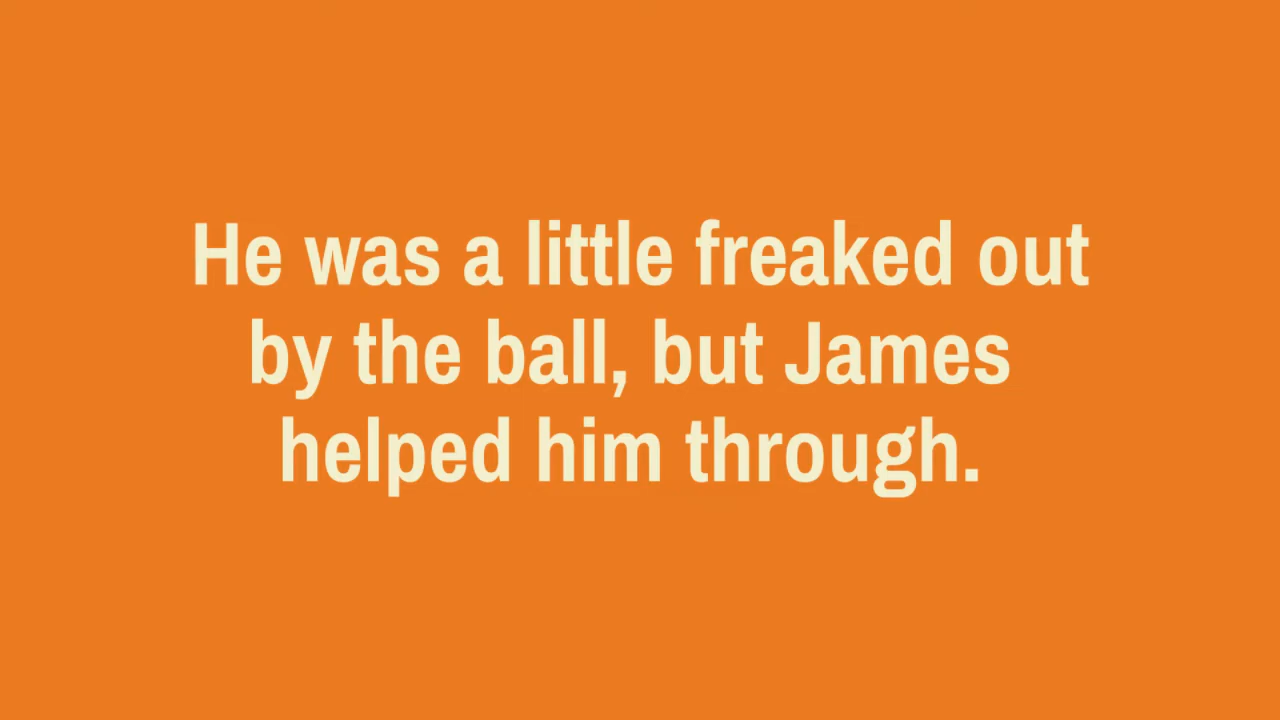 He was a little freaked out
by the ball, but James
helped him through.